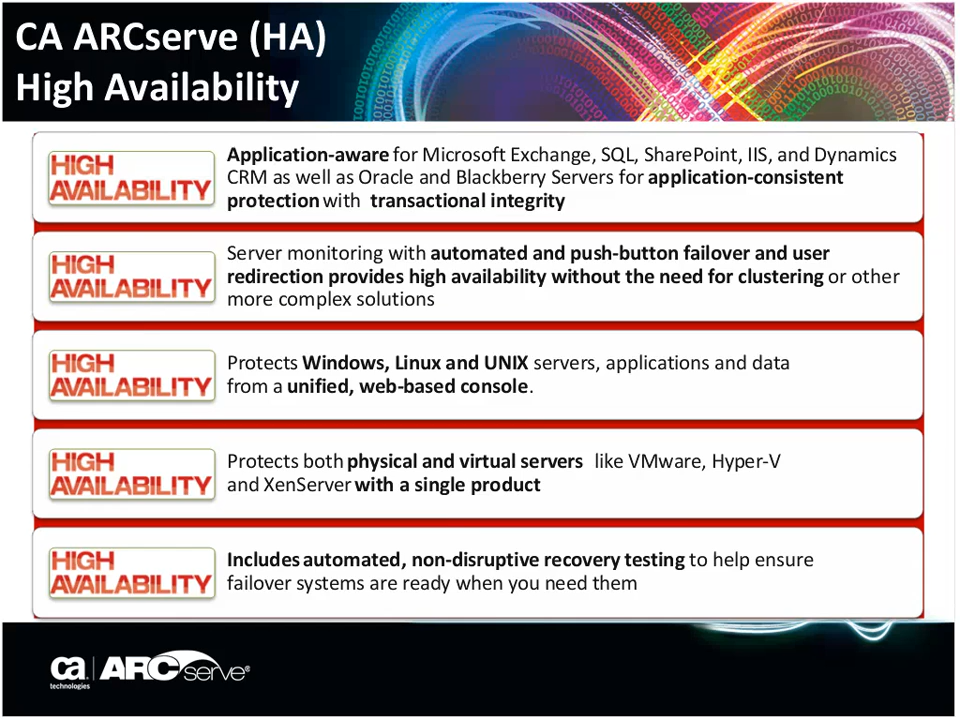 CA ARCserve (HA)
High Availability
HIGH
AVAILABILITY
Application-aware for Microsoft Exchange, SQL, SharePoint, IIS, and Dynamics
CRM as well as Oracle and Blackberry Servers for application-consistent
protection with transactional integrity
HIGH
AVAILABILITY
Server monitoring with automated and push-button failover and user
redirection provides high availability without the need for clustering or other
more complex solutions
HIGH
AVAILABILITY
Protects Windows, Linux and UNIX servers, applications and data
from a unified, web-based console.
HIGH
AVAILABILITY
Protects both physical and virtual servers like VMware, Hyper-V
and XenServer with a single product
HIGH
AVAILABILITY
Includes automated, non-disruptive recovery testing to help ensure
failover systems are ready when you need them
ca ARCserve®
technologies